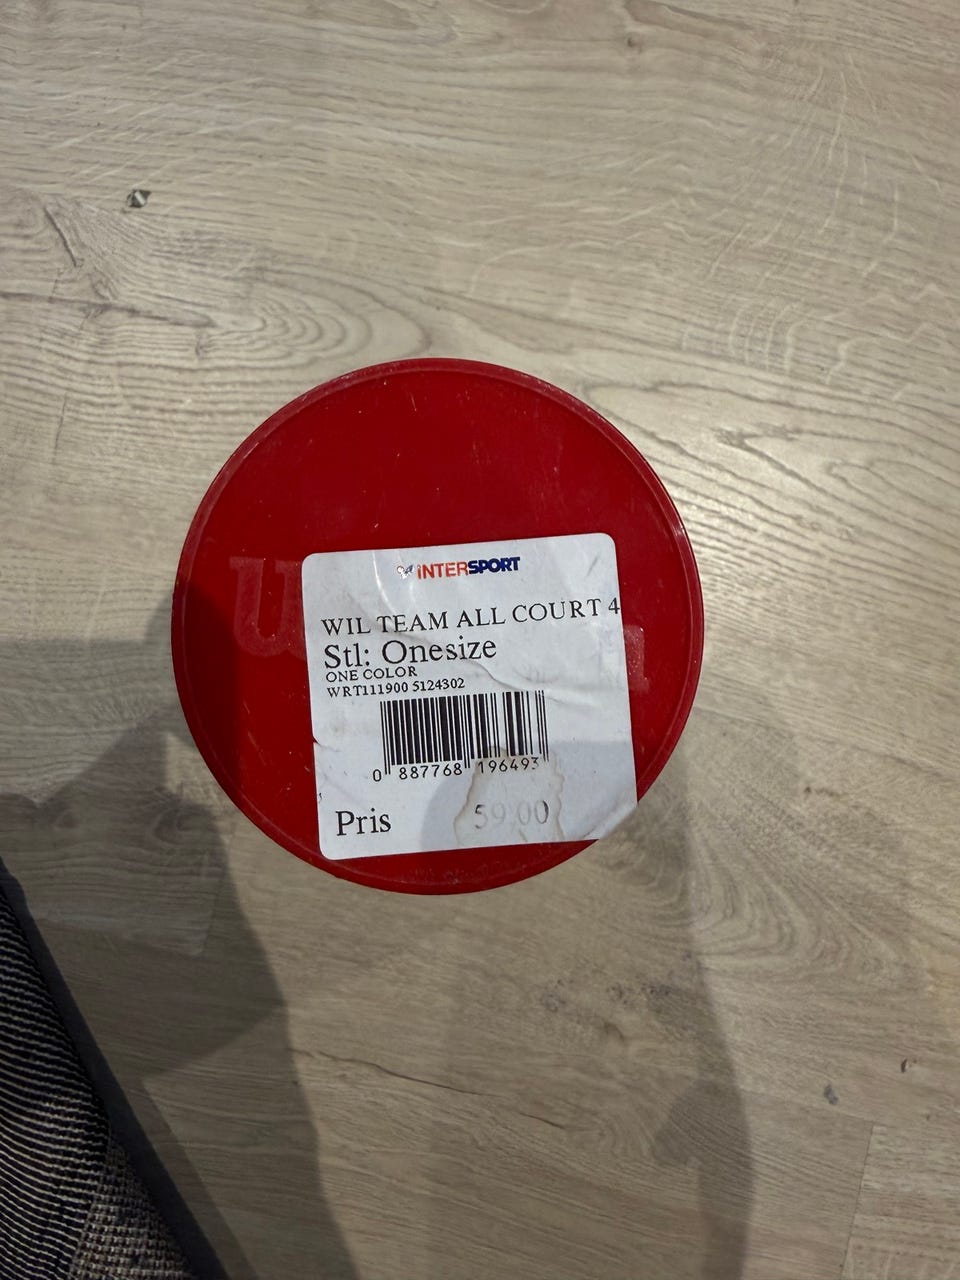 INTERSPORT
WIL TEAM ALL COURT 4
Stl: Onesize
ONE COLOR
WRT111900 5124302
0 887768 196493
Pris 59.00